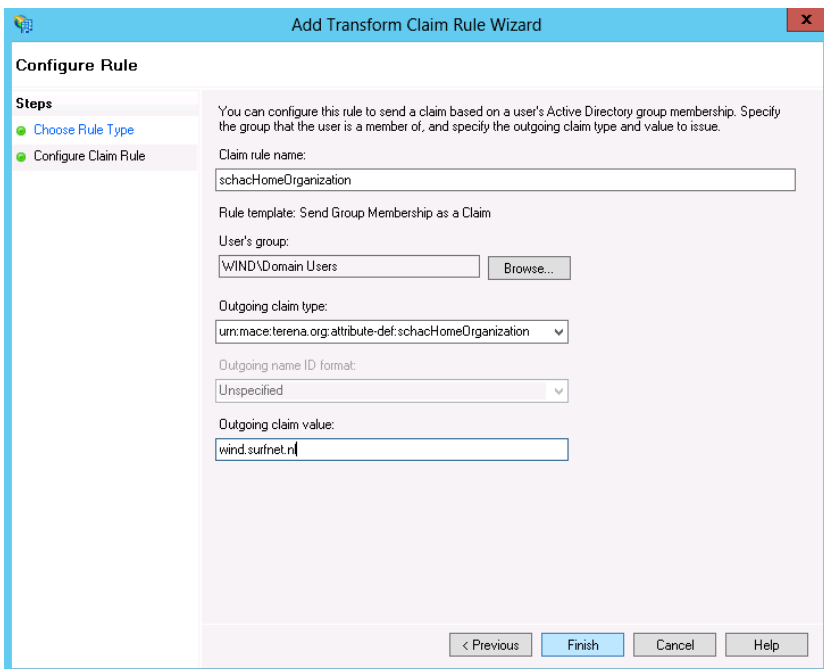 Add Transform Claim Rule Wizard
x
Configure Rule
Steps
Choose Rule Type
Configure Claim Rule
You can configure this rule to send a claim based on a user's Active Directory group membership. Specify
the group that the user is a member of, and specify the outgoing claim type and value to issue.
Claim rule name:
schacHomeOrganization
Rule template: Send Group Membership as a Claim
User's group:
WIND\Domain Users
Browse...
Outgoing claim type:
urn:mace:terena.org:attribute-def:schacHomeOrganization
Outgoing name ID format:
Unspecified
Outgoing claim value:
wind.surfnet.nl
< Previous
Finish
Cancel
Help